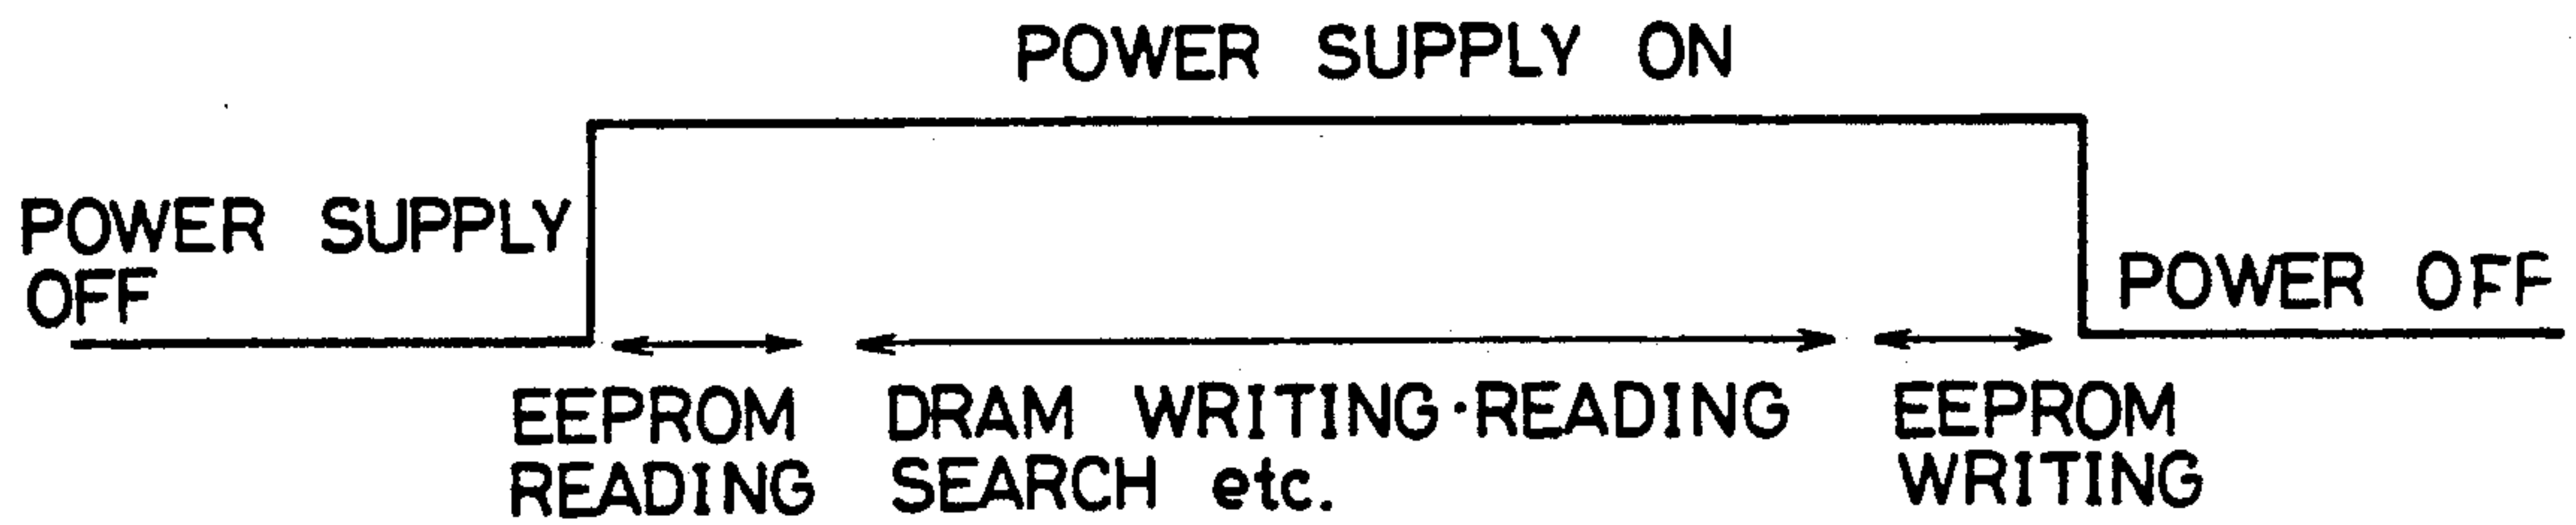 POWER SUPPLY ON
POWER SUPPLY
OFF
POWER OFF
EEPROM
READING
DRAM WRITING·READING
SEARCH etc.
EEPROM
WRITING